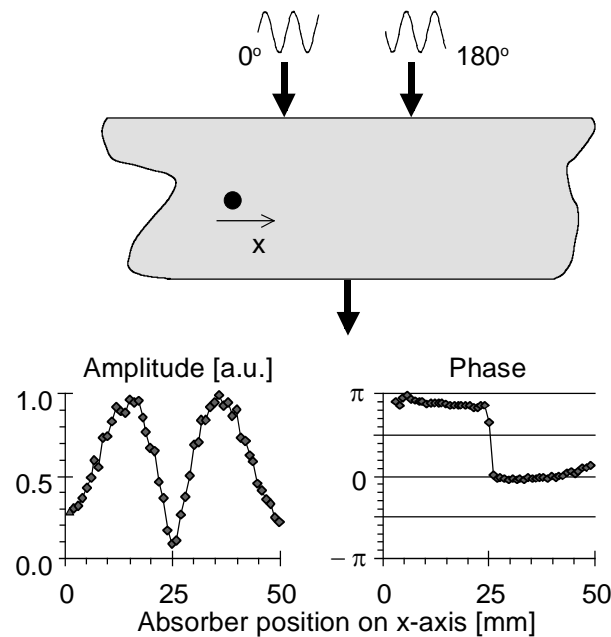 0° 180°
x
Amplitude [a.u.] Phase
1.0 π
0.5 0
0.0 − π
0 25 50 0 25 50
Absorber position on x-axis [mm]